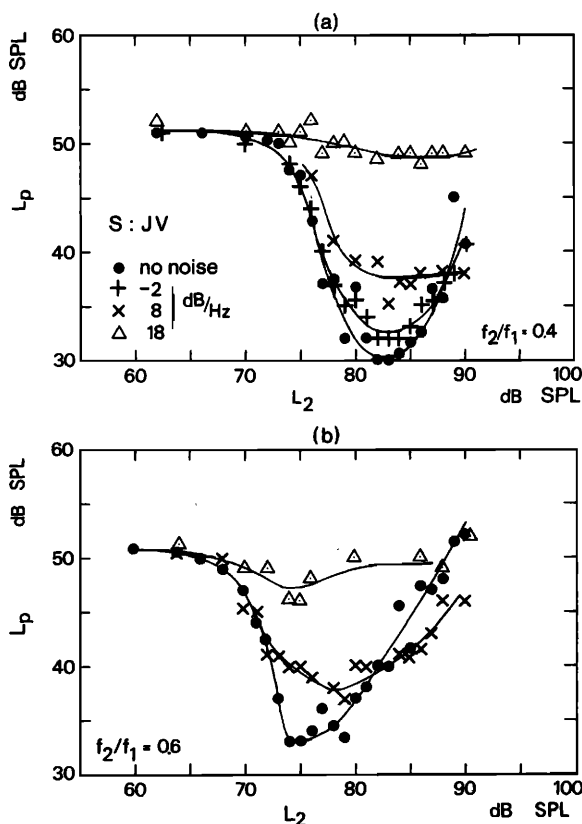 (a)
60
dB SPL
50
Lp
S : JV
● no noise
+ -2
× 8 dB/Hz
△ 18
40
30
f2/f1 = 0.4
60 70 80 90 100
L2 dB SPL
(b)
60
dB SPL
50
Lp
40
f2/f1 = 0.6
30
60 70 80 90 100
L2 dB SPL